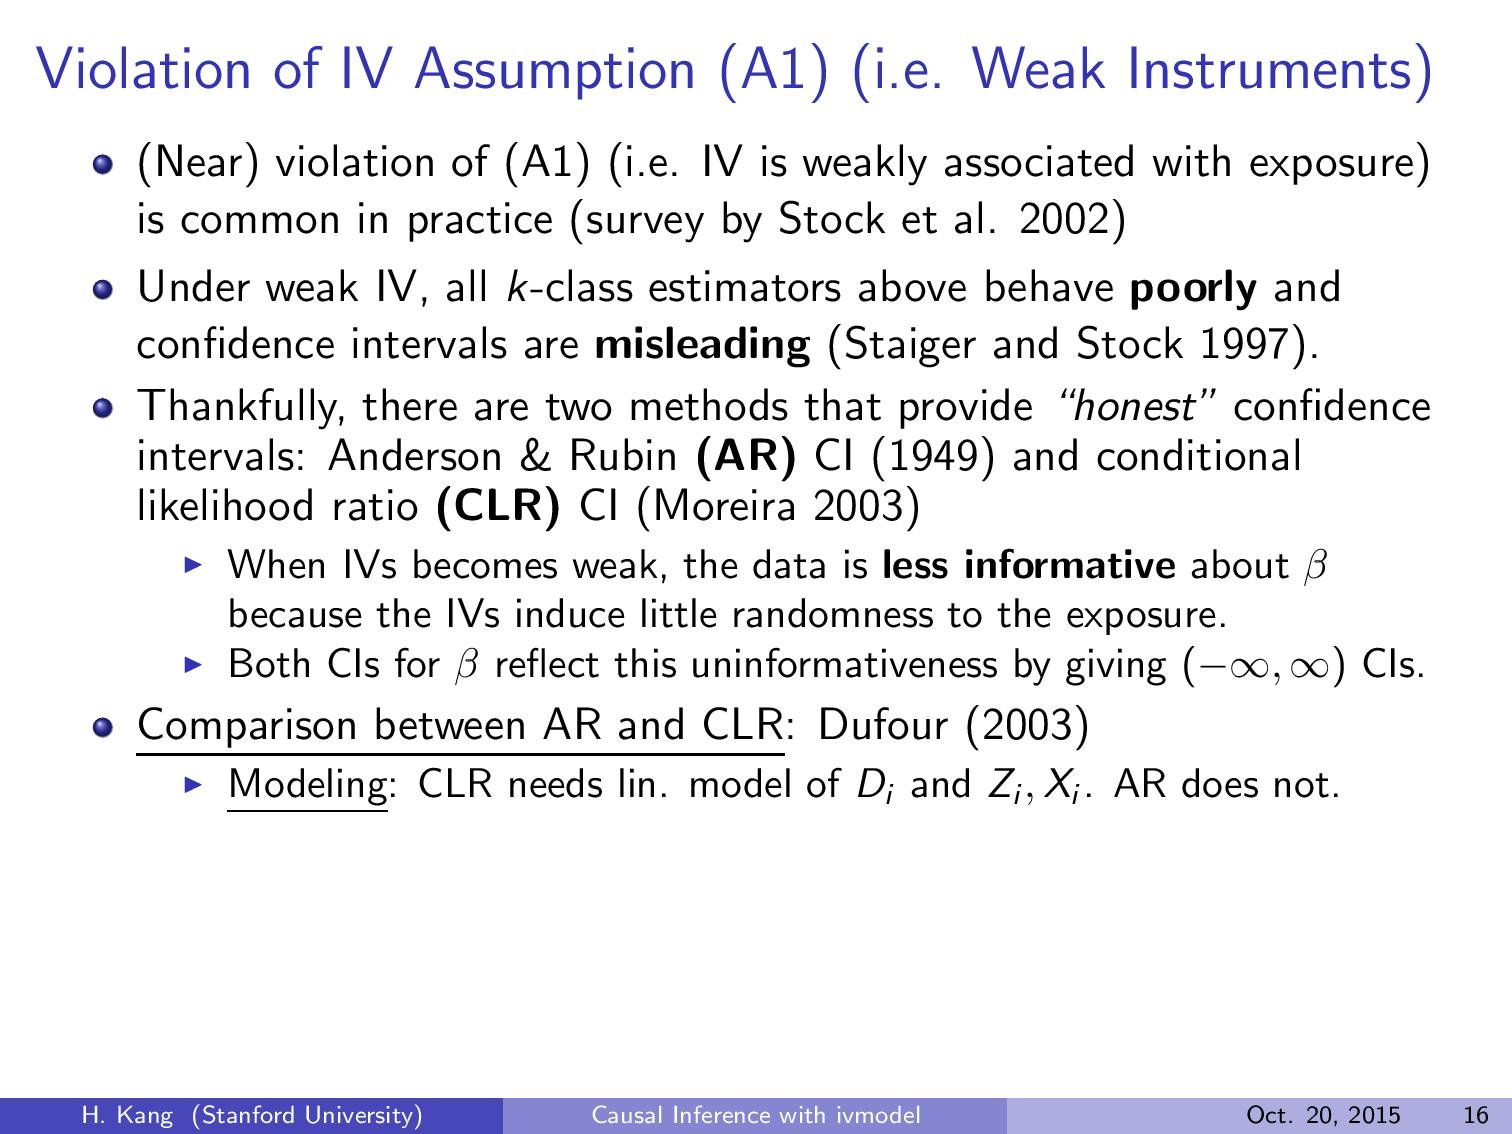 Violation of IV Assumption (A1) (i.e. Weak Instruments)
(Near) violation of (A1) (i.e. IV is weakly associated with exposure)
is common in practice (survey by Stock et al. 2002)
Under weak IV, all k-class estimators above behave poorly and
confidence intervals are misleading (Staiger and Stock 1997).
Thankfully, there are two methods that provide “honest” confidence
intervals: Anderson & Rubin (AR) CI (1949) and conditional
likelihood ratio (CLR) CI (Moreira 2003)
When IVs becomes weak, the data is less informative about β
because the IVs induce little randomness to the exposure.
Both CIs for β reflect this uninformativeness by giving (−∞, ∞) CIs.
Comparison between AR and CLR: Dufour (2003)
Modeling: CLR needs lin. model of Dᵢ and Zᵢ, Xᵢ. AR does not.
H. Kang (Stanford University) Causal Inference with ivmodel Oct. 20, 2015 16